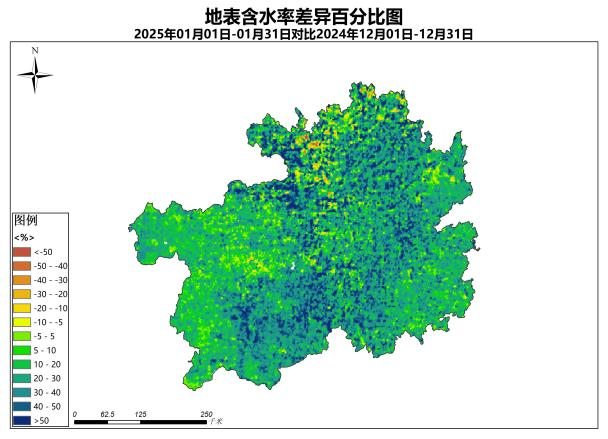 地表含水率差异百分比图
2025年01月01日-01月31日对比2024年12月01日-12月31日
N
图例
<%>
<-50
-50 - -40
-40 - -30
-30 - -20
-20 - -10
-10 - -5
-5 - 5
5 - 10
10 - 20
20 - 30
30 - 40
40 - 50
>50
0 62.5 125 250
千米